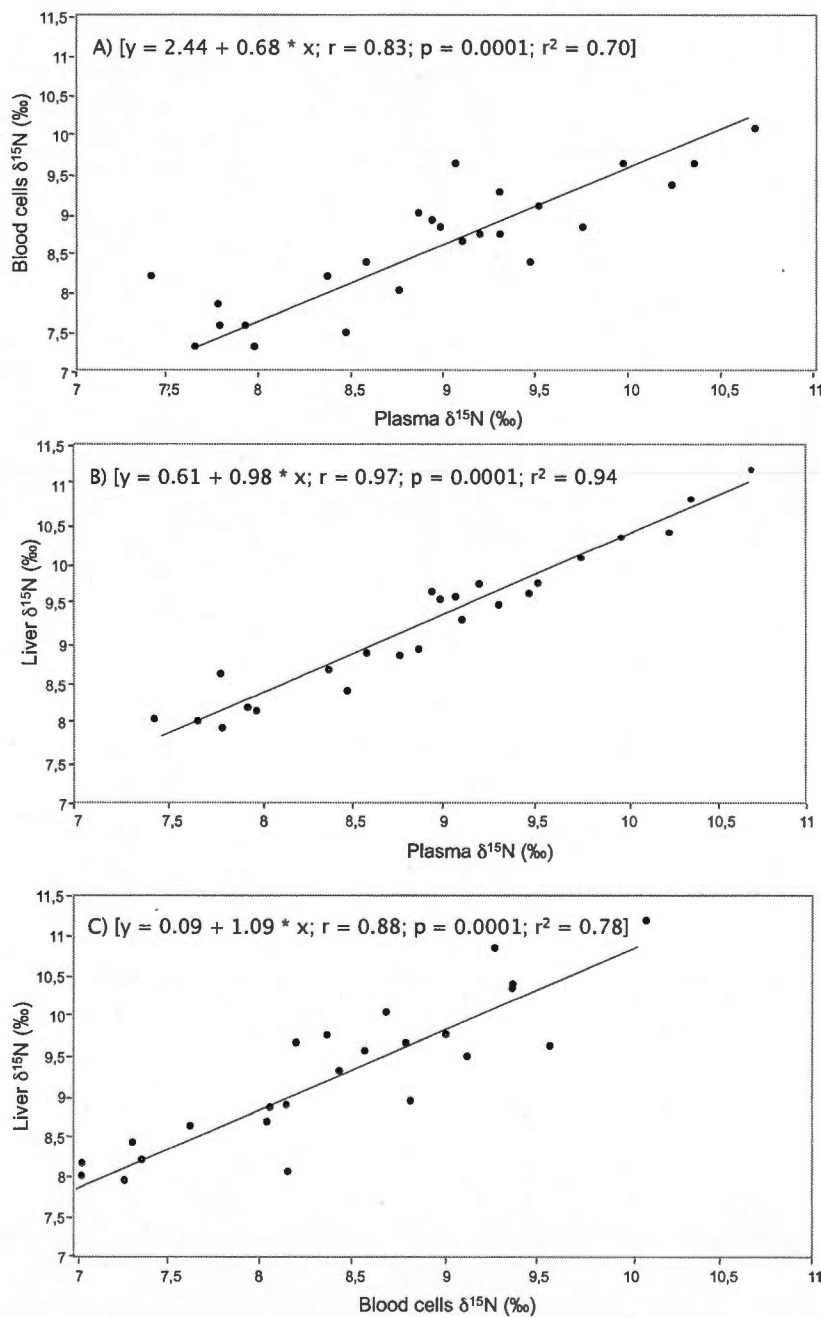 A) [y = 2.44 + 0.68 * x; r = 0.83; p = 0.0001; r² = 0.70]
Blood cells δ¹⁵N (‰)
11,5
11
10,5
10
9,5
9
8,5
8
7,5
7
7 7,5 8 8,5 9 9,5 10 10,5 11
Plasma δ¹⁵N (‰)
B) [y = 0.61 + 0.98 * x; r = 0.97; p = 0.0001; r² = 0.94
Liver δ¹⁵N (‰)
11,5
11
10,5
10
9,5
9
8,5
8
7,5
7
7 7,5 8 8,5 9 9,5 10 10,5 11
Plasma δ¹⁵N (‰)
C) [y = 0.09 + 1.09 * x; r = 0.88; p = 0.0001; r² = 0.78]
Liver δ¹⁵N (‰)
11,5
11
10,5
10
9,5
9
8,5
8
7,5
7
7 7,5 8 8,5 9 9,5 10 10,5 11
Blood cells δ¹⁵N (‰)